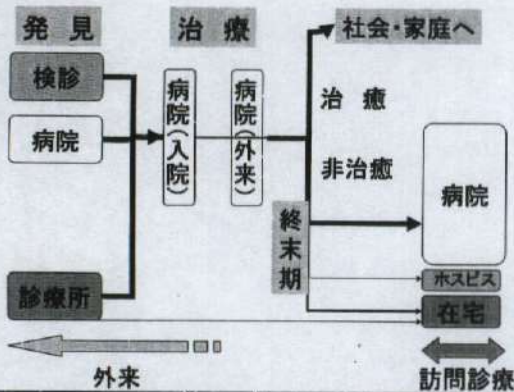 発見
治療
社会・家庭へ
検診
病院
診療所
病院(入院)
病院(外来)
治癒
非治癒
終末期
病院
ホスピス
在宅
外来
訪問診療